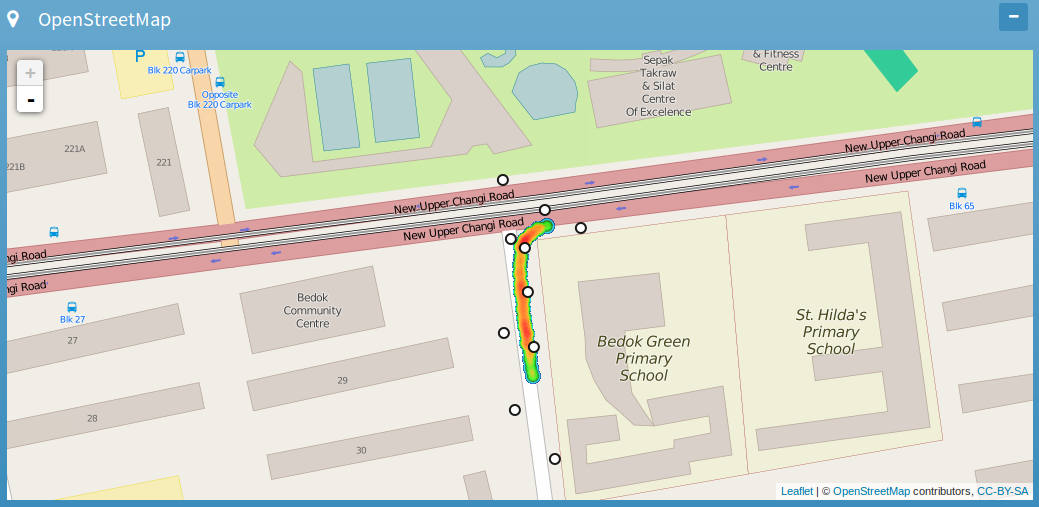 OpenStreetMap
−
+
-
P
Blk 220 Carpark
Opposite
Blk 220 Carpark
Sepak
Takraw
& Silat
Centre
Of Excelence
& Fitness
Centre
221A
221B
221
New Upper Changi Road
New Upper Changi Road
New Upper Changi Road
New Upper Changi Road
ngi Road
ngi Road
Blk 65
Blk 27
Bedok
Community
Centre
Bedok Green
Primary
School
St. Hilda's
Primary
School
27
28
29
30
Leaflet | © OpenStreetMap contributors, CC-BY-SA